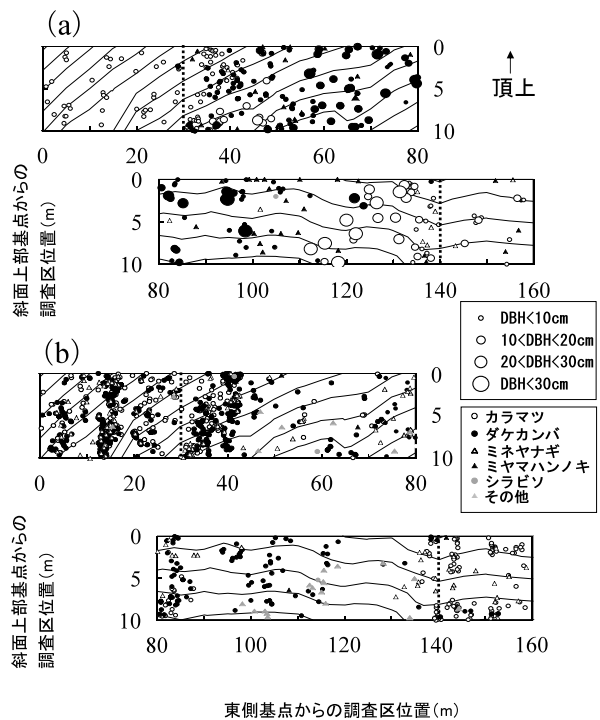 (a)
頂上
0
5
10
0 20 40 60 80
斜面上部基点からの
調査区位置(m)
0
5
10
80 100 120 140 160
DBH<10cm
10<DBH<20cm
20<DBH<30cm
DBH<30cm
(b)
0
5
10
0 20 40 60 80
カラマツ
ダケカンバ
ミネヤナギ
ミヤマハンノキ
シラビソ
その他
斜面上部基点からの
調査区位置(m)
0
5
10
80 100 120 140 160
東側基点からの調査区位置(m)